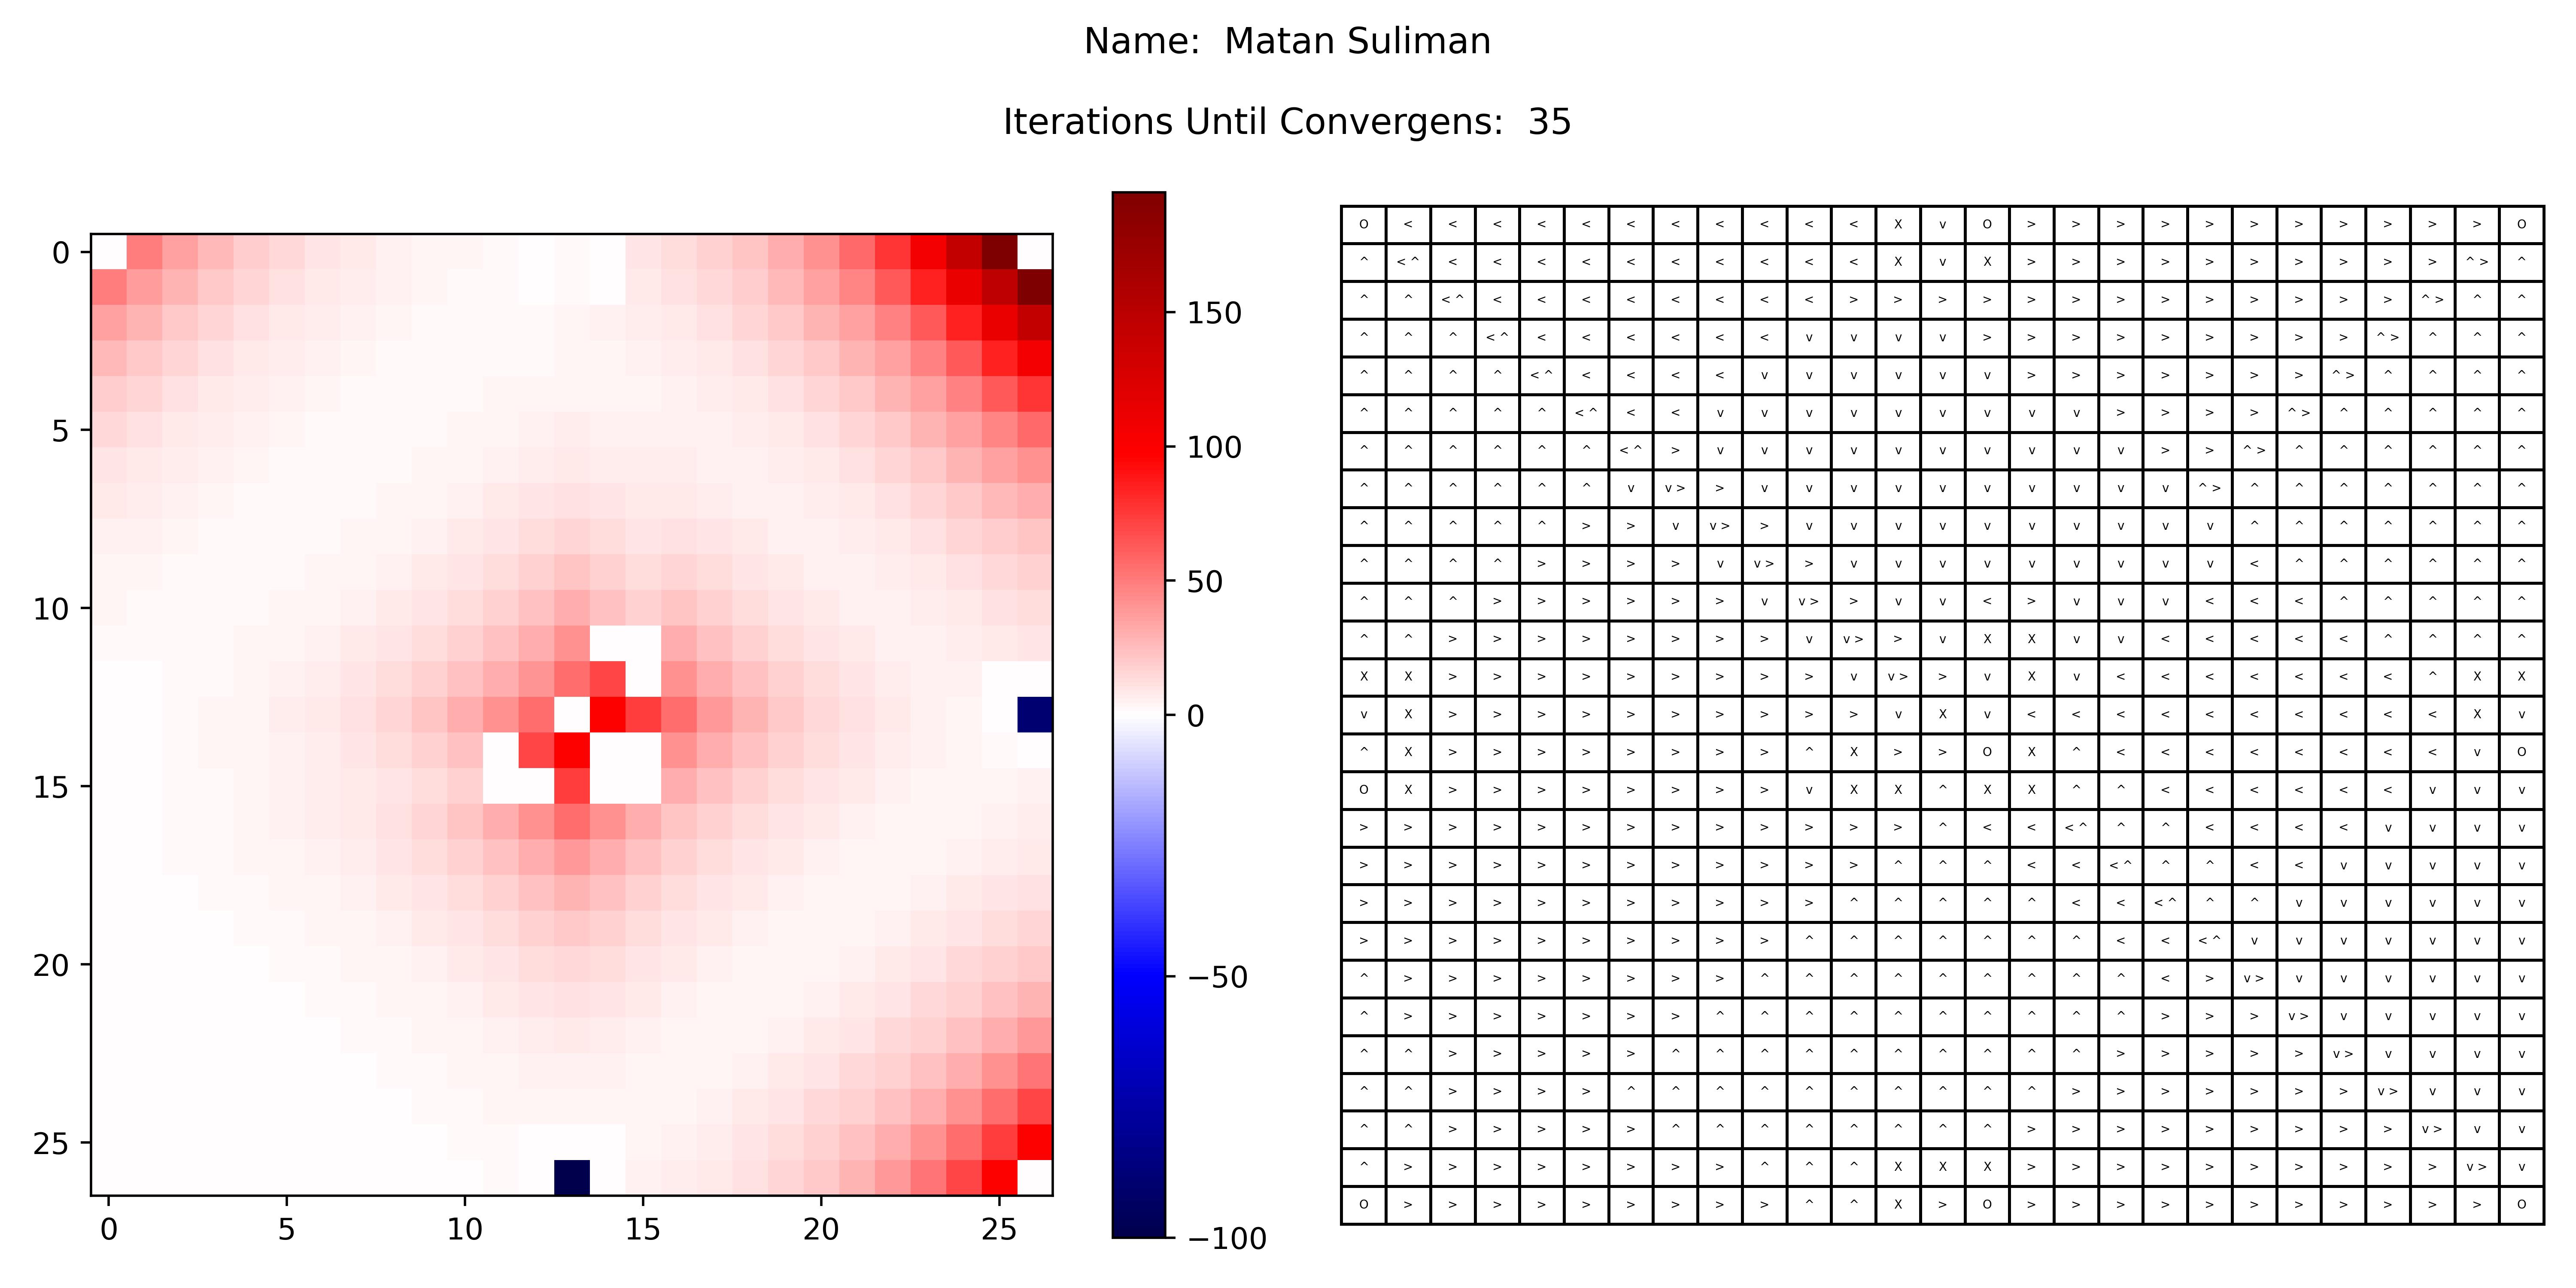 Name: Matan Suliman
Iterations Until Convergens: 35
0
5
10
15
20
25
0 5 10 15 20 25
150
100
50
0
−50
−100
O < < < < < < < < < < < X v O > > > > > > > > > > > O
^ <^ < < < < < < < < < < X v X > > > > > > > > > > ^> ^
^ ^ <^ < < < < < < < < > > > > > > > > > > > > > ^> ^ ^
^ ^ ^ <^ < < < < < < v v v v > > > > > > > > > ^> ^ ^ ^
^ ^ ^ ^ <^ < < < < v v v v v v > > > > > > > ^> ^ ^ ^ ^
^ ^ ^ ^ ^ <^ < < v v v v v v v v v > > > > ^> ^ ^ ^ ^ ^
^ ^ ^ ^ ^ ^ <^ > v v v v v v v v v v > > ^> ^ ^ ^ ^ ^ ^
^ ^ ^ ^ ^ ^ v v> > v v v v v v v v v v ^> ^ ^ ^ ^ ^ ^ ^
^ ^ ^ ^ ^ > > v v> > v v v v v v v v v v ^ ^ ^ ^ ^ ^ ^
^ ^ ^ ^ > > > > v v> > v v v v v v v v v < ^ ^ ^ ^ ^ ^
^ ^ ^ > > > > > > v v> > v v < > v v v < < < ^ ^ ^ ^ ^
^ ^ > > > > > > > > v v> > v X X v v < < < < < ^ ^ ^ ^
X X > > > > > > > > > v v> > v X v < < < < < < < ^ X X
v X > > > > > > > > > > v X v < < < < < < < < < < X v
^ X > > > > > > > > ^ X > > O X ^ < < < < < < < < v O
O X > > > > > > > > v X X ^ X X ^ ^ < < < < < < v v v
> > > > > > > > > > > > > ^ < < <^ ^ ^ < < < < v v v v
> > > > > > > > > > > > ^ ^ ^ < < <^ ^ ^ < < v v v v v
> > > > > > > > > > > ^ ^ ^ ^ ^ < < <^ ^ ^ v v v v v v
> > > > > > > > > > ^ ^ ^ ^ ^ ^ ^ < < <^ v v v v v v v
^ > > > > > > > > ^ ^ ^ ^ ^ ^ ^ ^ ^ < > v> v v v v v v
^ > > > > > > > ^ ^ ^ ^ ^ ^ ^ ^ ^ ^ > > > v> v v v v v
^ ^ > > > > > ^ ^ ^ ^ ^ ^ ^ ^ ^ ^ > > > > > v> v v v v
^ ^ > > > > ^ ^ ^ ^ ^ ^ ^ ^ ^ ^ > > > > > > > v> v v v
^ ^ > > > > > ^ ^ ^ ^ ^ ^ ^ ^ > > > > > > > > > v> v v
^ > > > > > > > > ^ ^ ^ X X X > > > > > > > > > > v> v
O > > > > > > > > > ^ ^ X > O > > > > > > > > > > > O